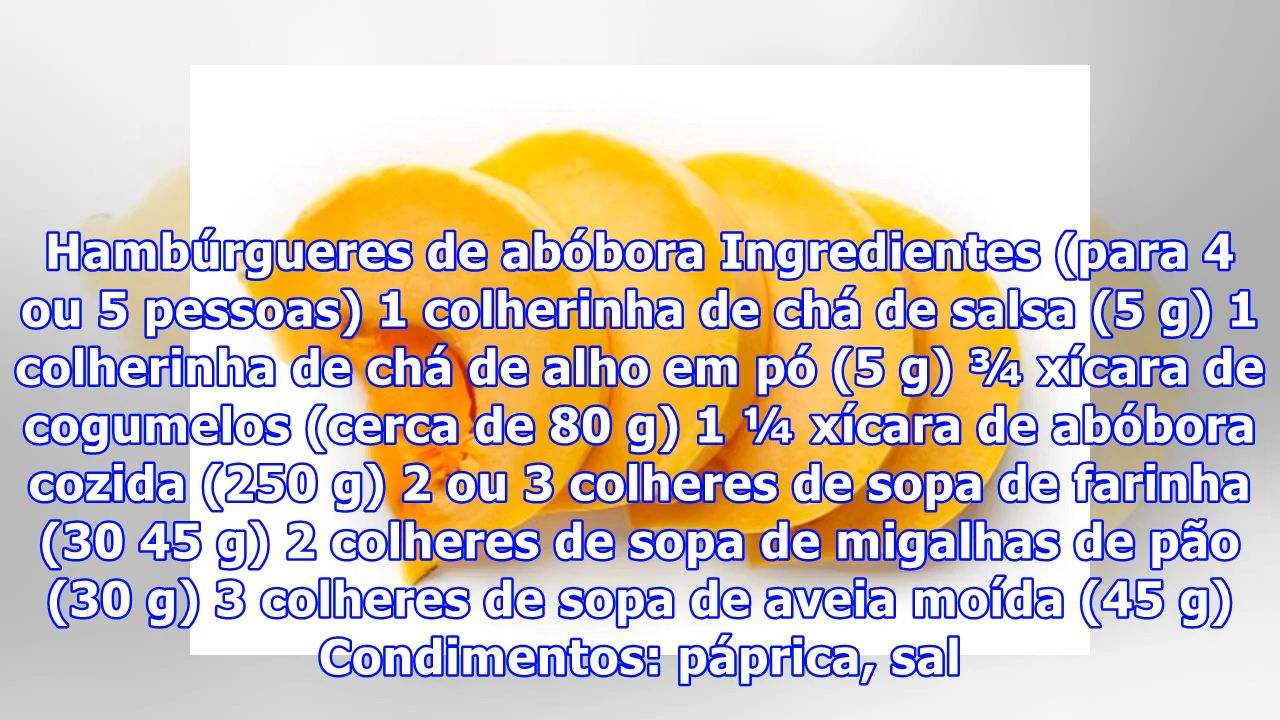 Hambúrgueres de abóbora Ingredientes (para 4
ou 5 pessoas) 1 colherinha de chá de salsa (5 g) 1
colherinha de chá de alho em pó (5 g) ¾ xícara de
cogumelos (cerca de 80 g) 1 ¼ xícara de abóbora
cozida (250 g) 2 ou 3 colheres de sopa de farinha
(30 45 g) 2 colheres de sopa de migalhas de pão
(30 g) 3 colheres de sopa de aveia moída (45 g)
Condimentos: páprica, sal